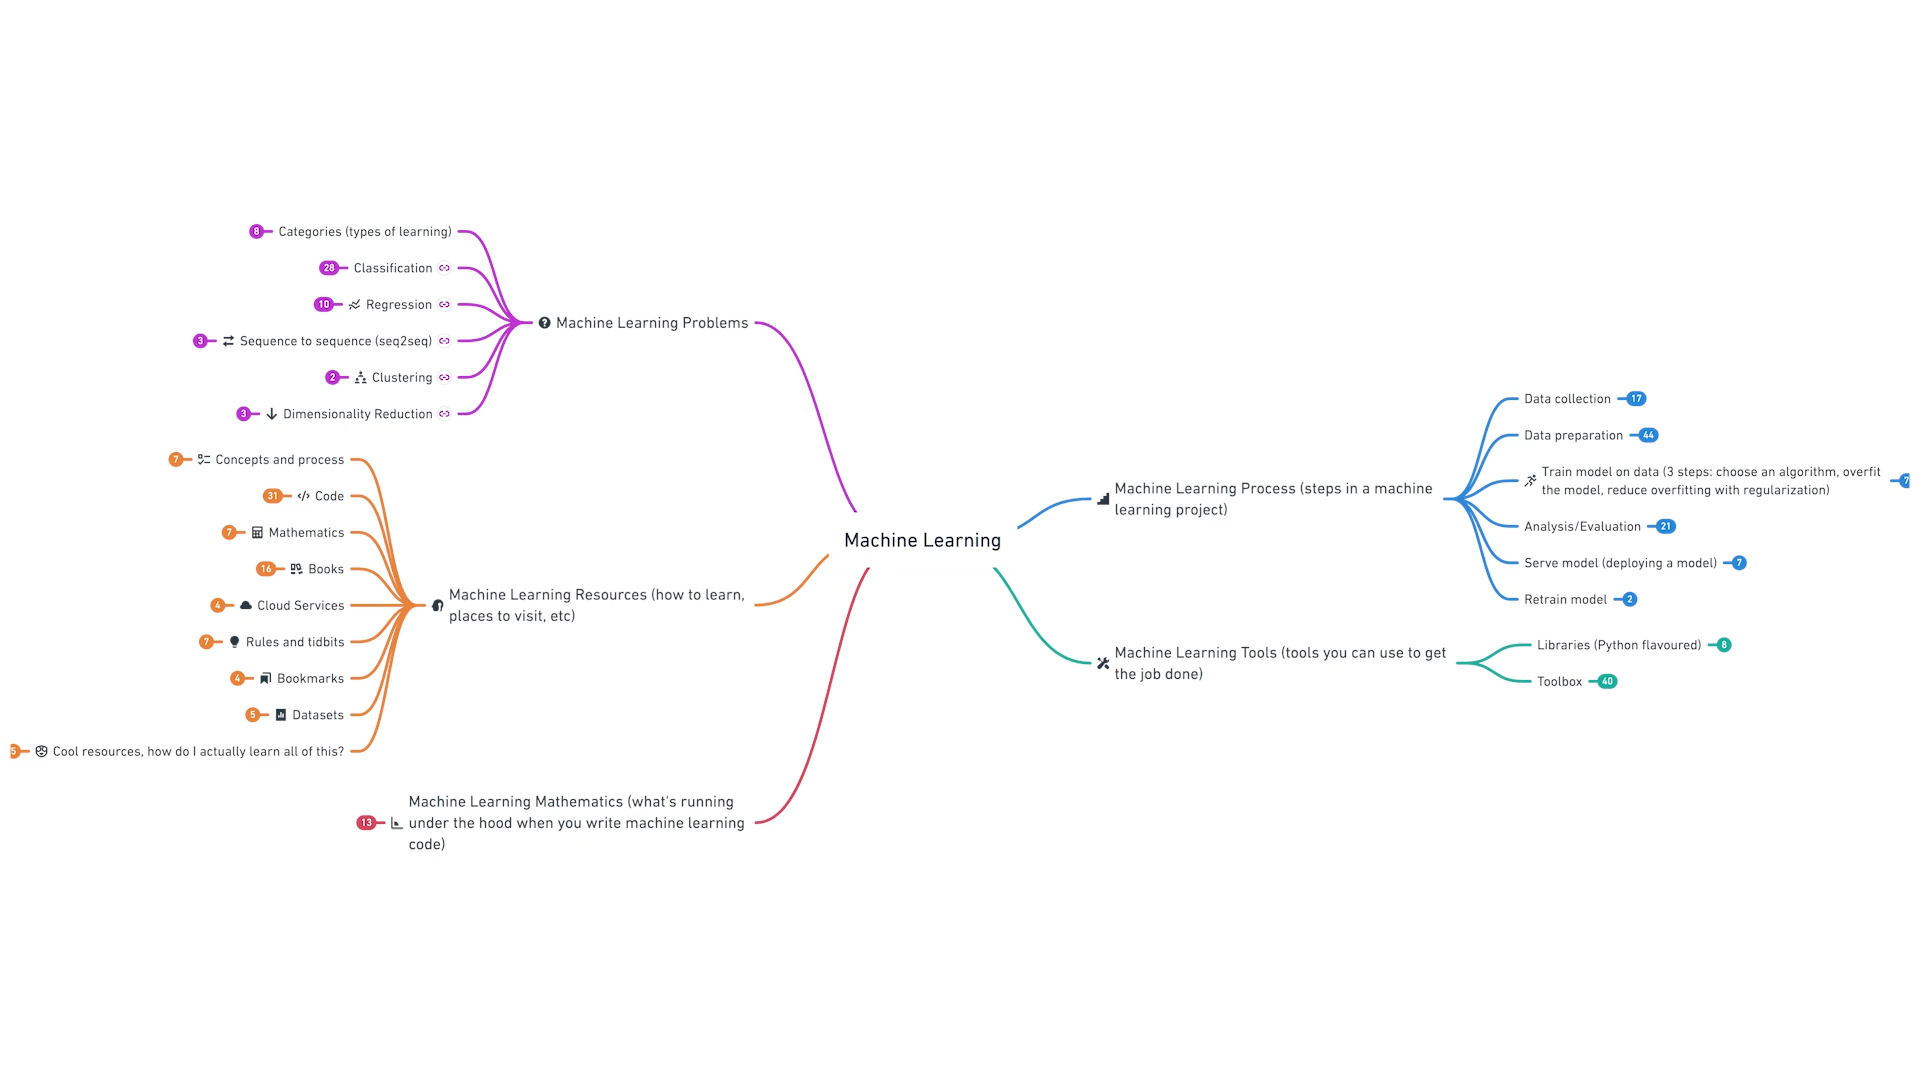 Machine Learning
8 Categories (types of learning)
28 Classification
10 Regression
3 Sequence to sequence (seq2seq)
2 Clustering
3 Dimensionality Reduction
Machine Learning Problems
7 Concepts and process
31 Code
7 Mathematics
16 Books
4 Cloud Services
7 Rules and tidbits
4 Bookmarks
5 Datasets
5 Cool resources, how do I actually learn all of this?
Machine Learning Resources (how to learn,
places to visit, etc)
Machine Learning Mathematics (what's running
13 under the hood when you write machine learning
code)
Machine Learning Process (steps in a machine
learning project)
Data collection 17
Data preparation 44
Train model on data (3 steps: choose an algorithm, overfit
the model, reduce overfitting with regularization)
Analysis/Evaluation 21
Serve model (deploying a model) 7
Retrain model 2
Machine Learning Tools (tools you can use to get
the job done)
Libraries (Python flavoured) 8
Toolbox 40